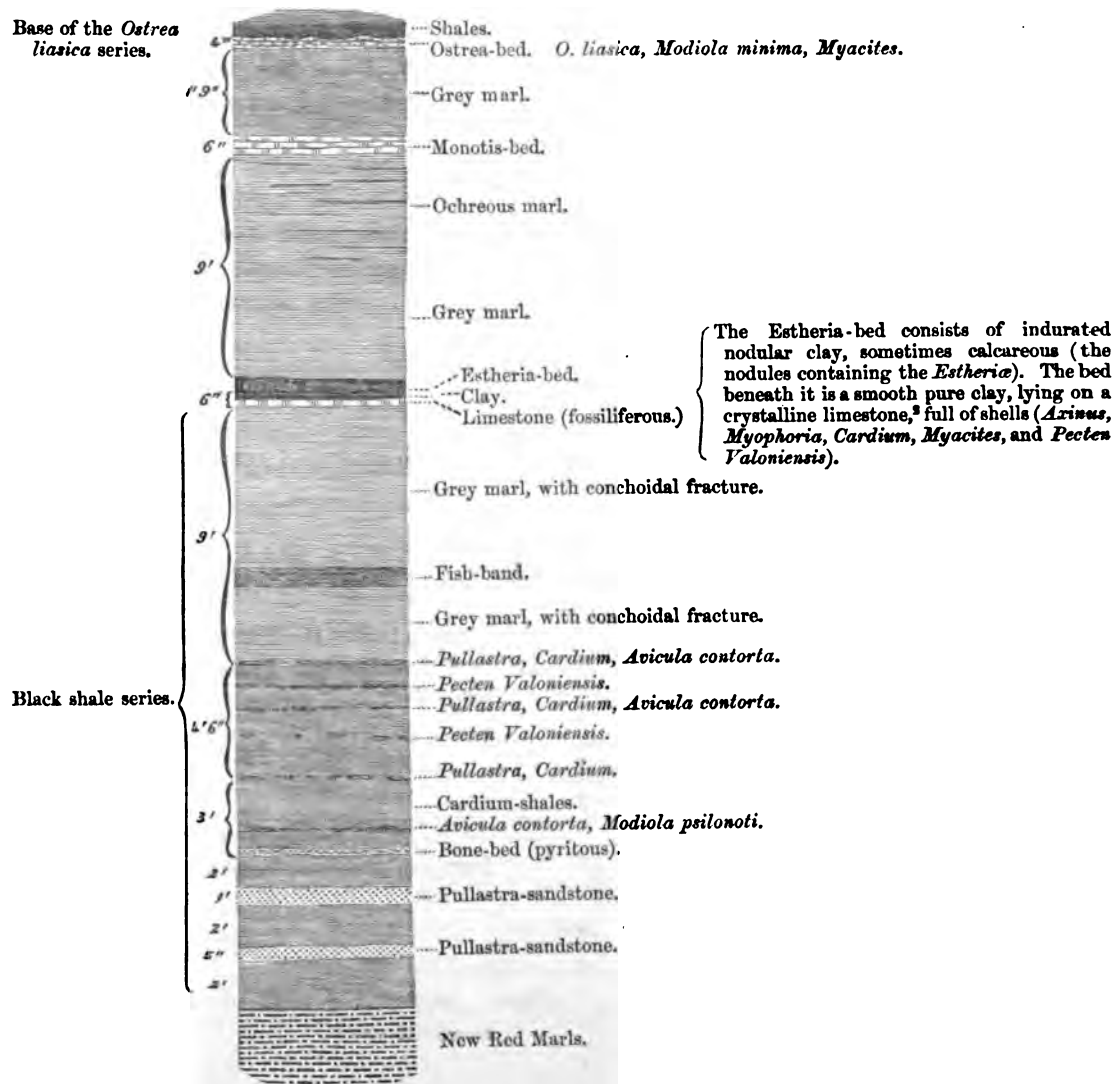 Base of the Ostrea
liasica series.
4"
Shales.
Ostrea-bed. O. liasica, Modiola minima, Myacites.
1' 9"
Grey marl.
6"
Monotis-bed.
Ochreous marl.
9'
Grey marl.
Estheria-bed.
Clay.
6"
Limestone (fossiliferous.)
The Estheria-bed consists of indurated
nodular clay, sometimes calcareous (the
nodules containing the Estheriæ). The bed
beneath it is a smooth pure clay, lying on a
crystalline limestone,² full of shells (Axinus,
Myophoria, Cardium, Myacites, and Pecten
Valoniensis).
Grey marl, with conchoidal fracture.
9'
Fish-band.
Grey marl, with conchoidal fracture.
Pullastra, Cardium, Avicula contorta.
Pecten Valoniensis.
Black shale series.
Pullastra, Cardium, Avicula contorta.
4' 6"
Pecten Valoniensis.
Pullastra, Cardium.
Cardium-shales.
3'
Avicula contorta, Modiola psilonoti.
Bone-bed (pyritous).
2'
1'
Pullastra-sandstone.
2'
5"
Pullastra-sandstone.
2'
New Red Marls.